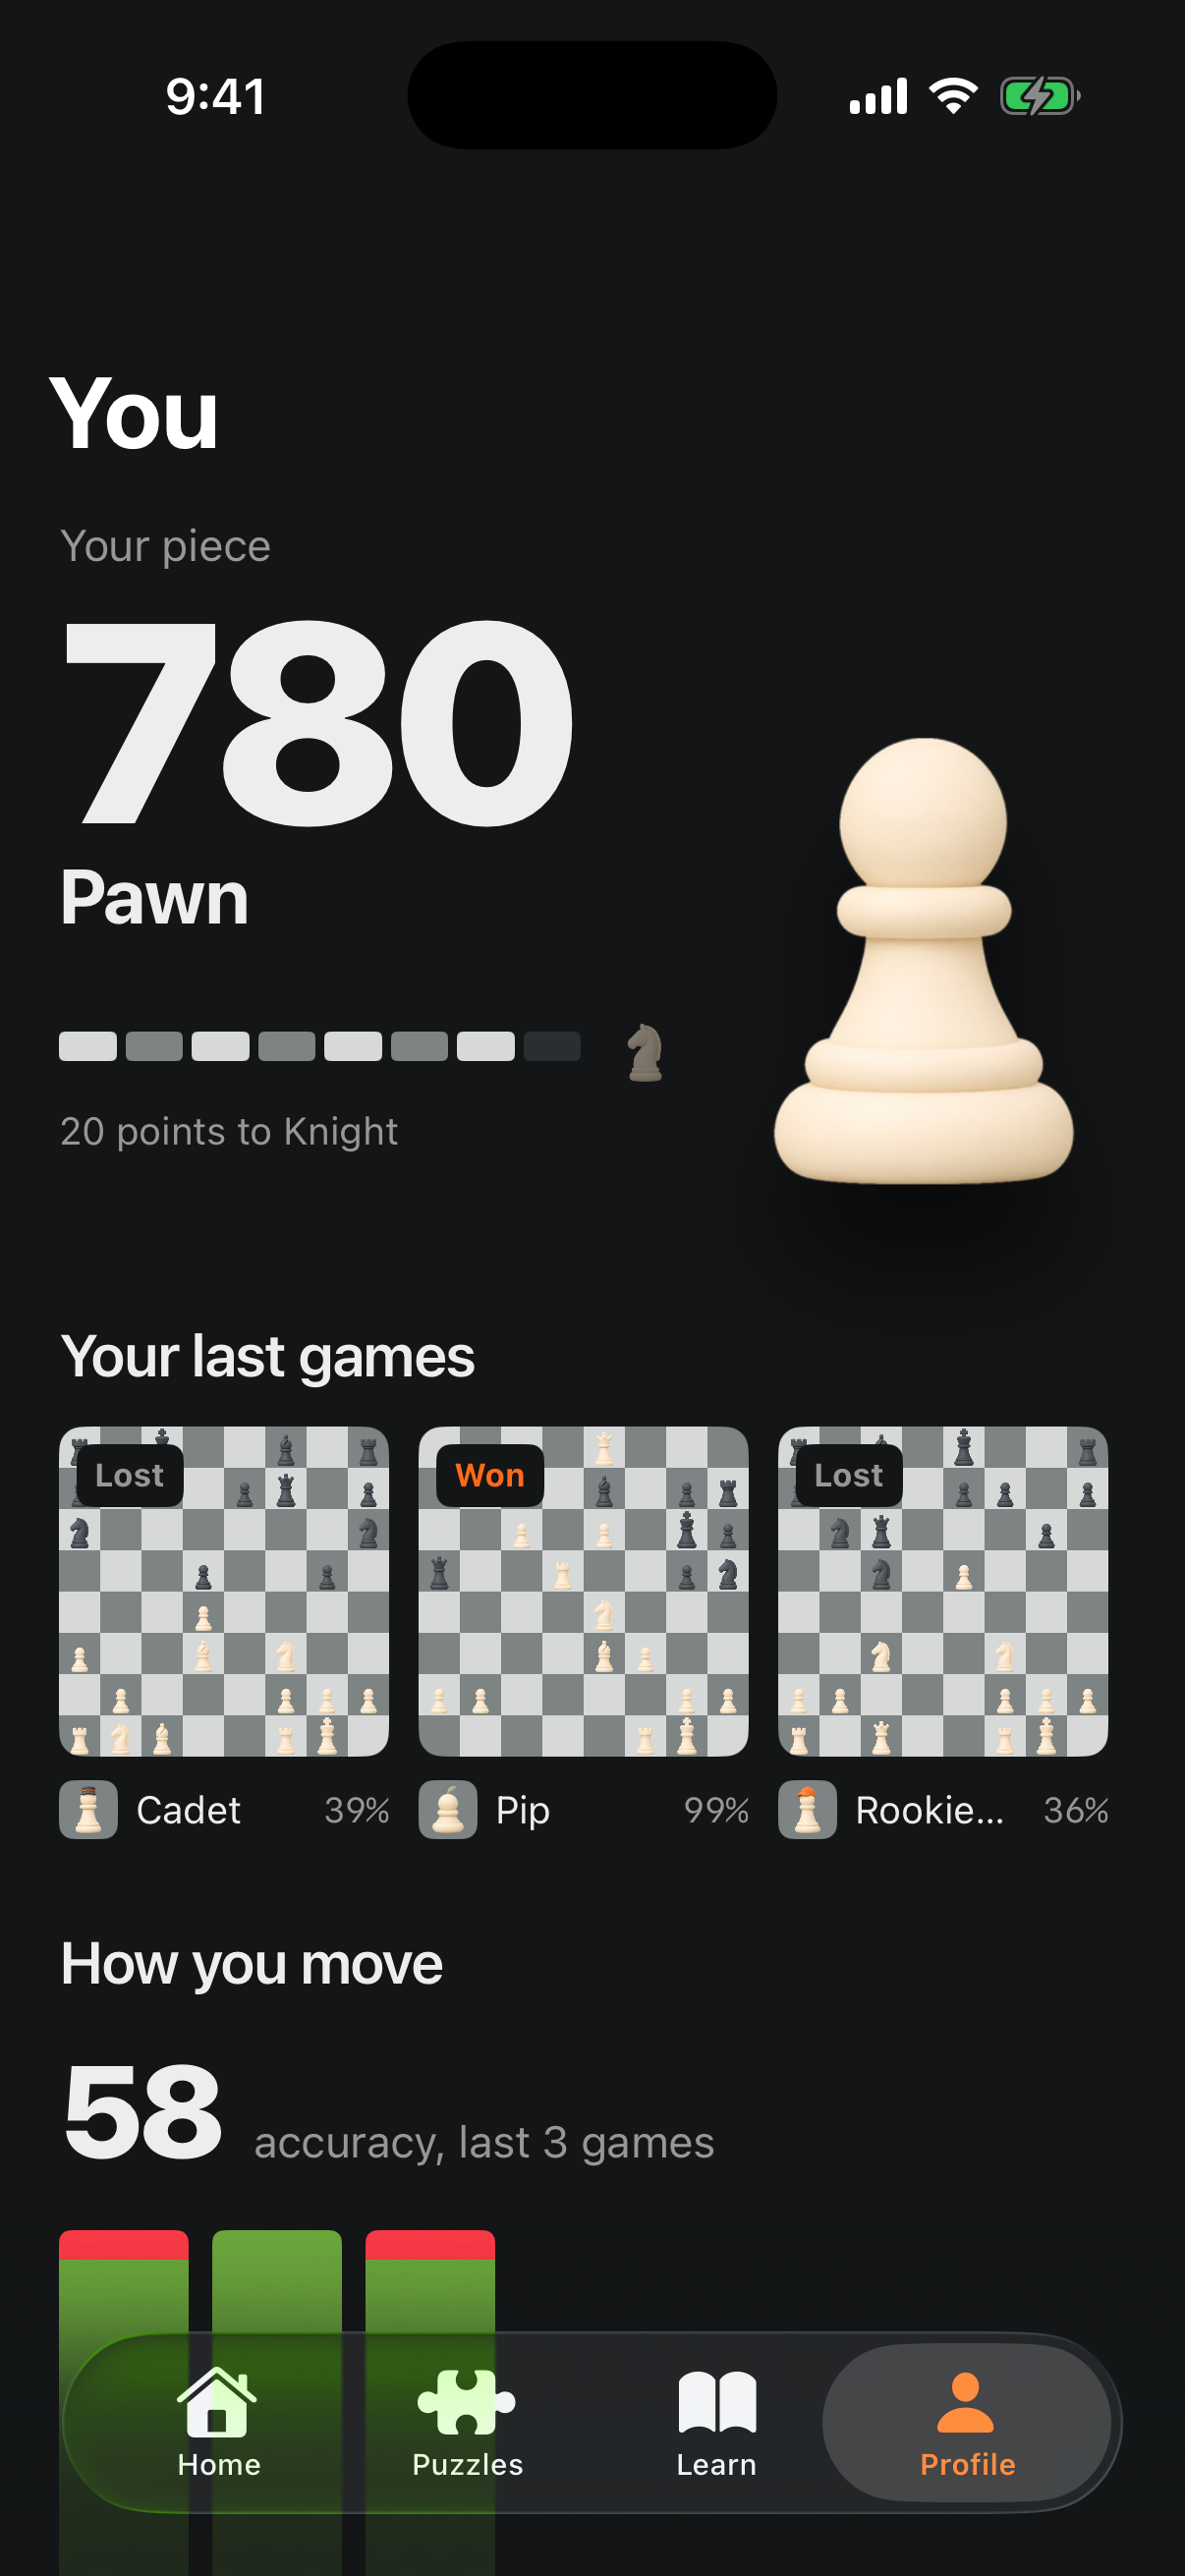 9:41
You
Your piece
780
Pawn
20 points to Knight
Your last games
Lost
Won
Lost
Cadet 39%
Pip 99%
Rookie... 36%
How you move
58 accuracy, last 3 games
Home
Puzzles
Learn
Profile